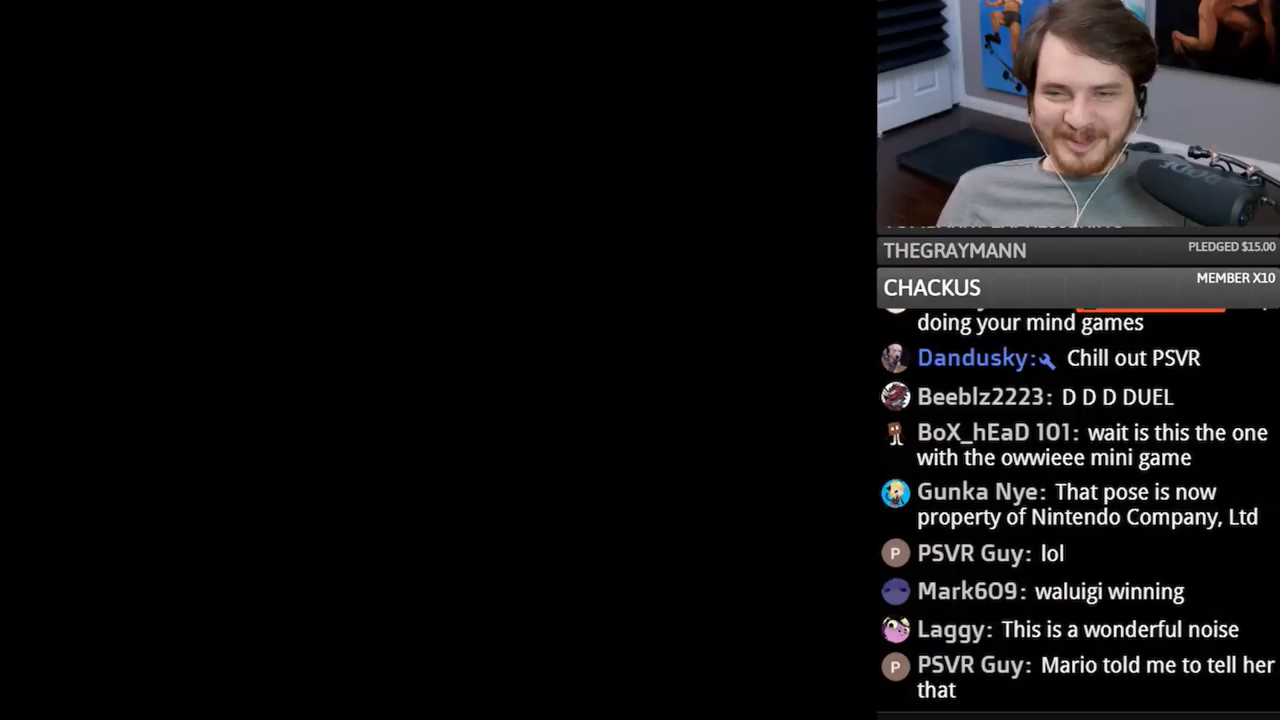 RODE
THEGRAYMANN PLEDGED $15.00
CHACKUS MEMBER X10
doing your mind games
Dandusky: Chill out PSVR
Beeblz2223: D D D DUEL
BoX_hEaD 101: wait is this the one
with the owwieee mini game
Gunka Nye: That pose is now
property of Nintendo Company, Ltd
P PSVR Guy: lol
Mark609: waluigi winning
Laggy: This is a wonderful noise
P PSVR Guy: Mario told me to tell her
that